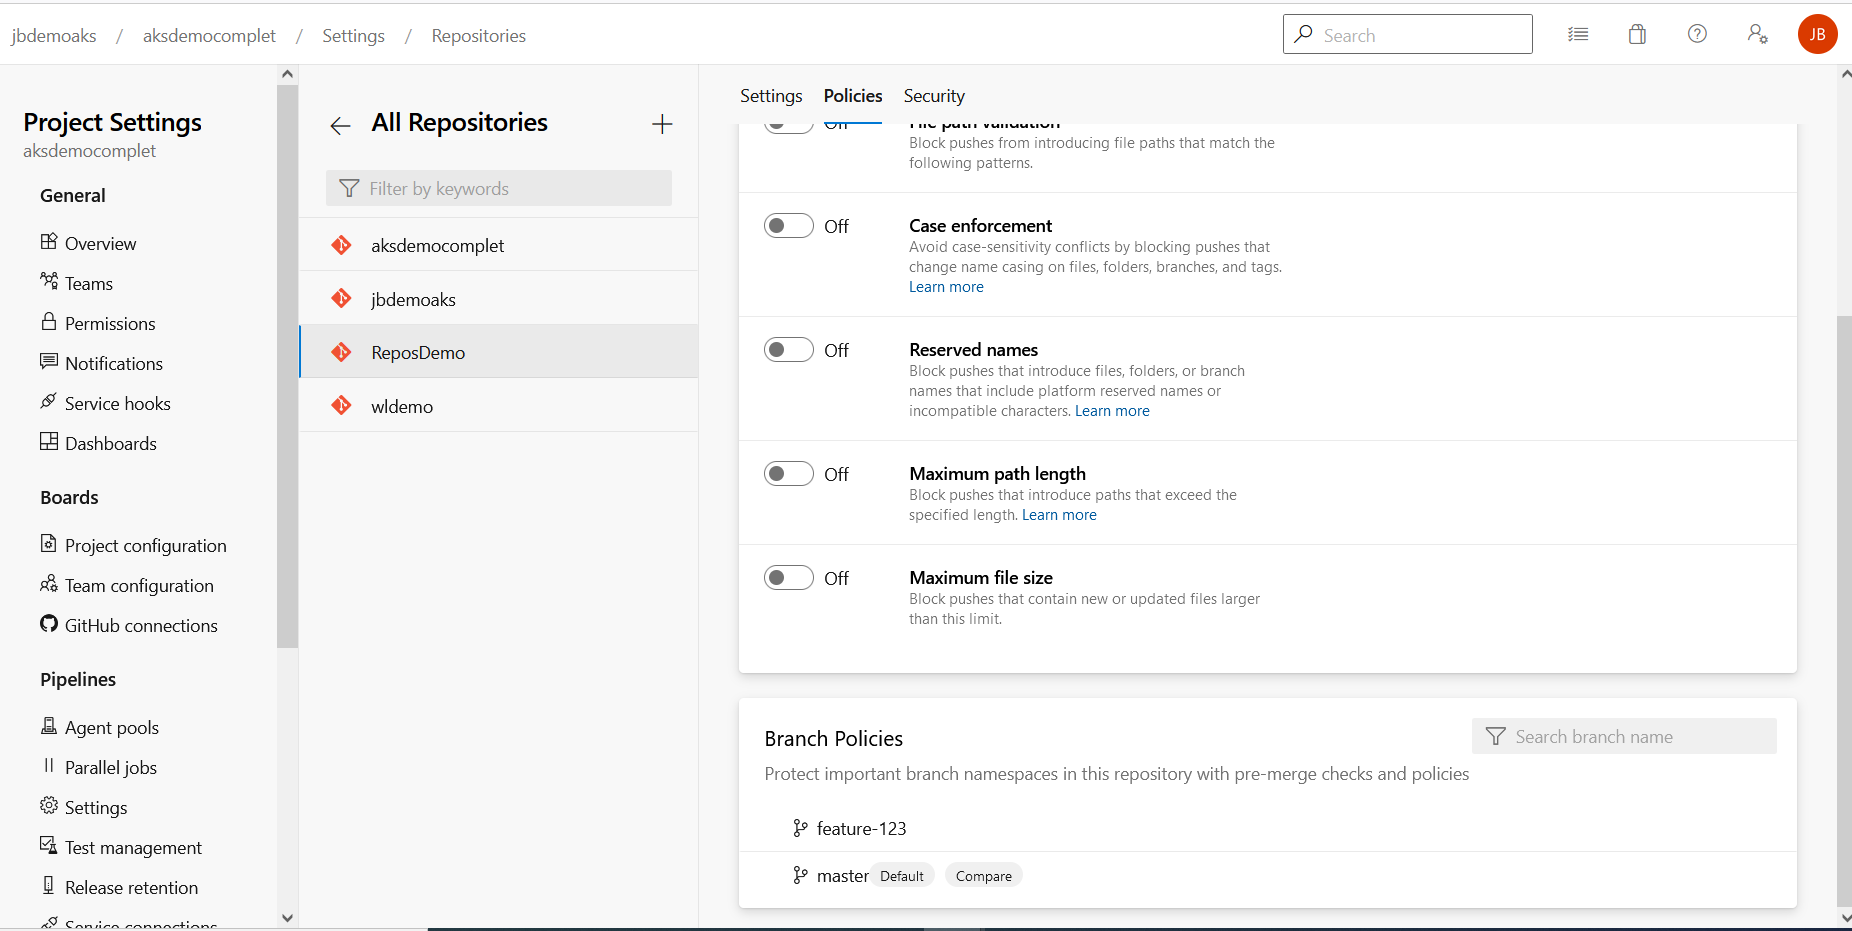 jbdemoaks / aksdemocomplet / Settings / Repositories
Search
JB
Project Settings
aksdemocomplet
General
Overview
Teams
Permissions
Notifications
Service hooks
Dashboards
Boards
Project configuration
Team configuration
GitHub connections
Pipelines
Agent pools
Parallel jobs
Settings
Test management
Release retention
Service connections
All Repositories
Filter by keywords
aksdemocomplet
jbdemoaks
ReposDemo
wldemo
Settings Policies Security
Off File path validation
Block pushes from introducing file paths that match the
following patterns.
Off Case enforcement
Avoid case-sensitivity conflicts by blocking pushes that
change name casing on files, folders, branches, and tags.
Learn more
Off Reserved names
Block pushes that introduce files, folders, or branch
names that include platform reserved names or
incompatible characters. Learn more
Off Maximum path length
Block pushes that introduce paths that exceed the
specified length. Learn more
Off Maximum file size
Block pushes that contain new or updated files larger
than this limit.
Branch Policies
Search branch name
Protect important branch namespaces in this repository with pre-merge checks and policies
feature-123
master Default Compare